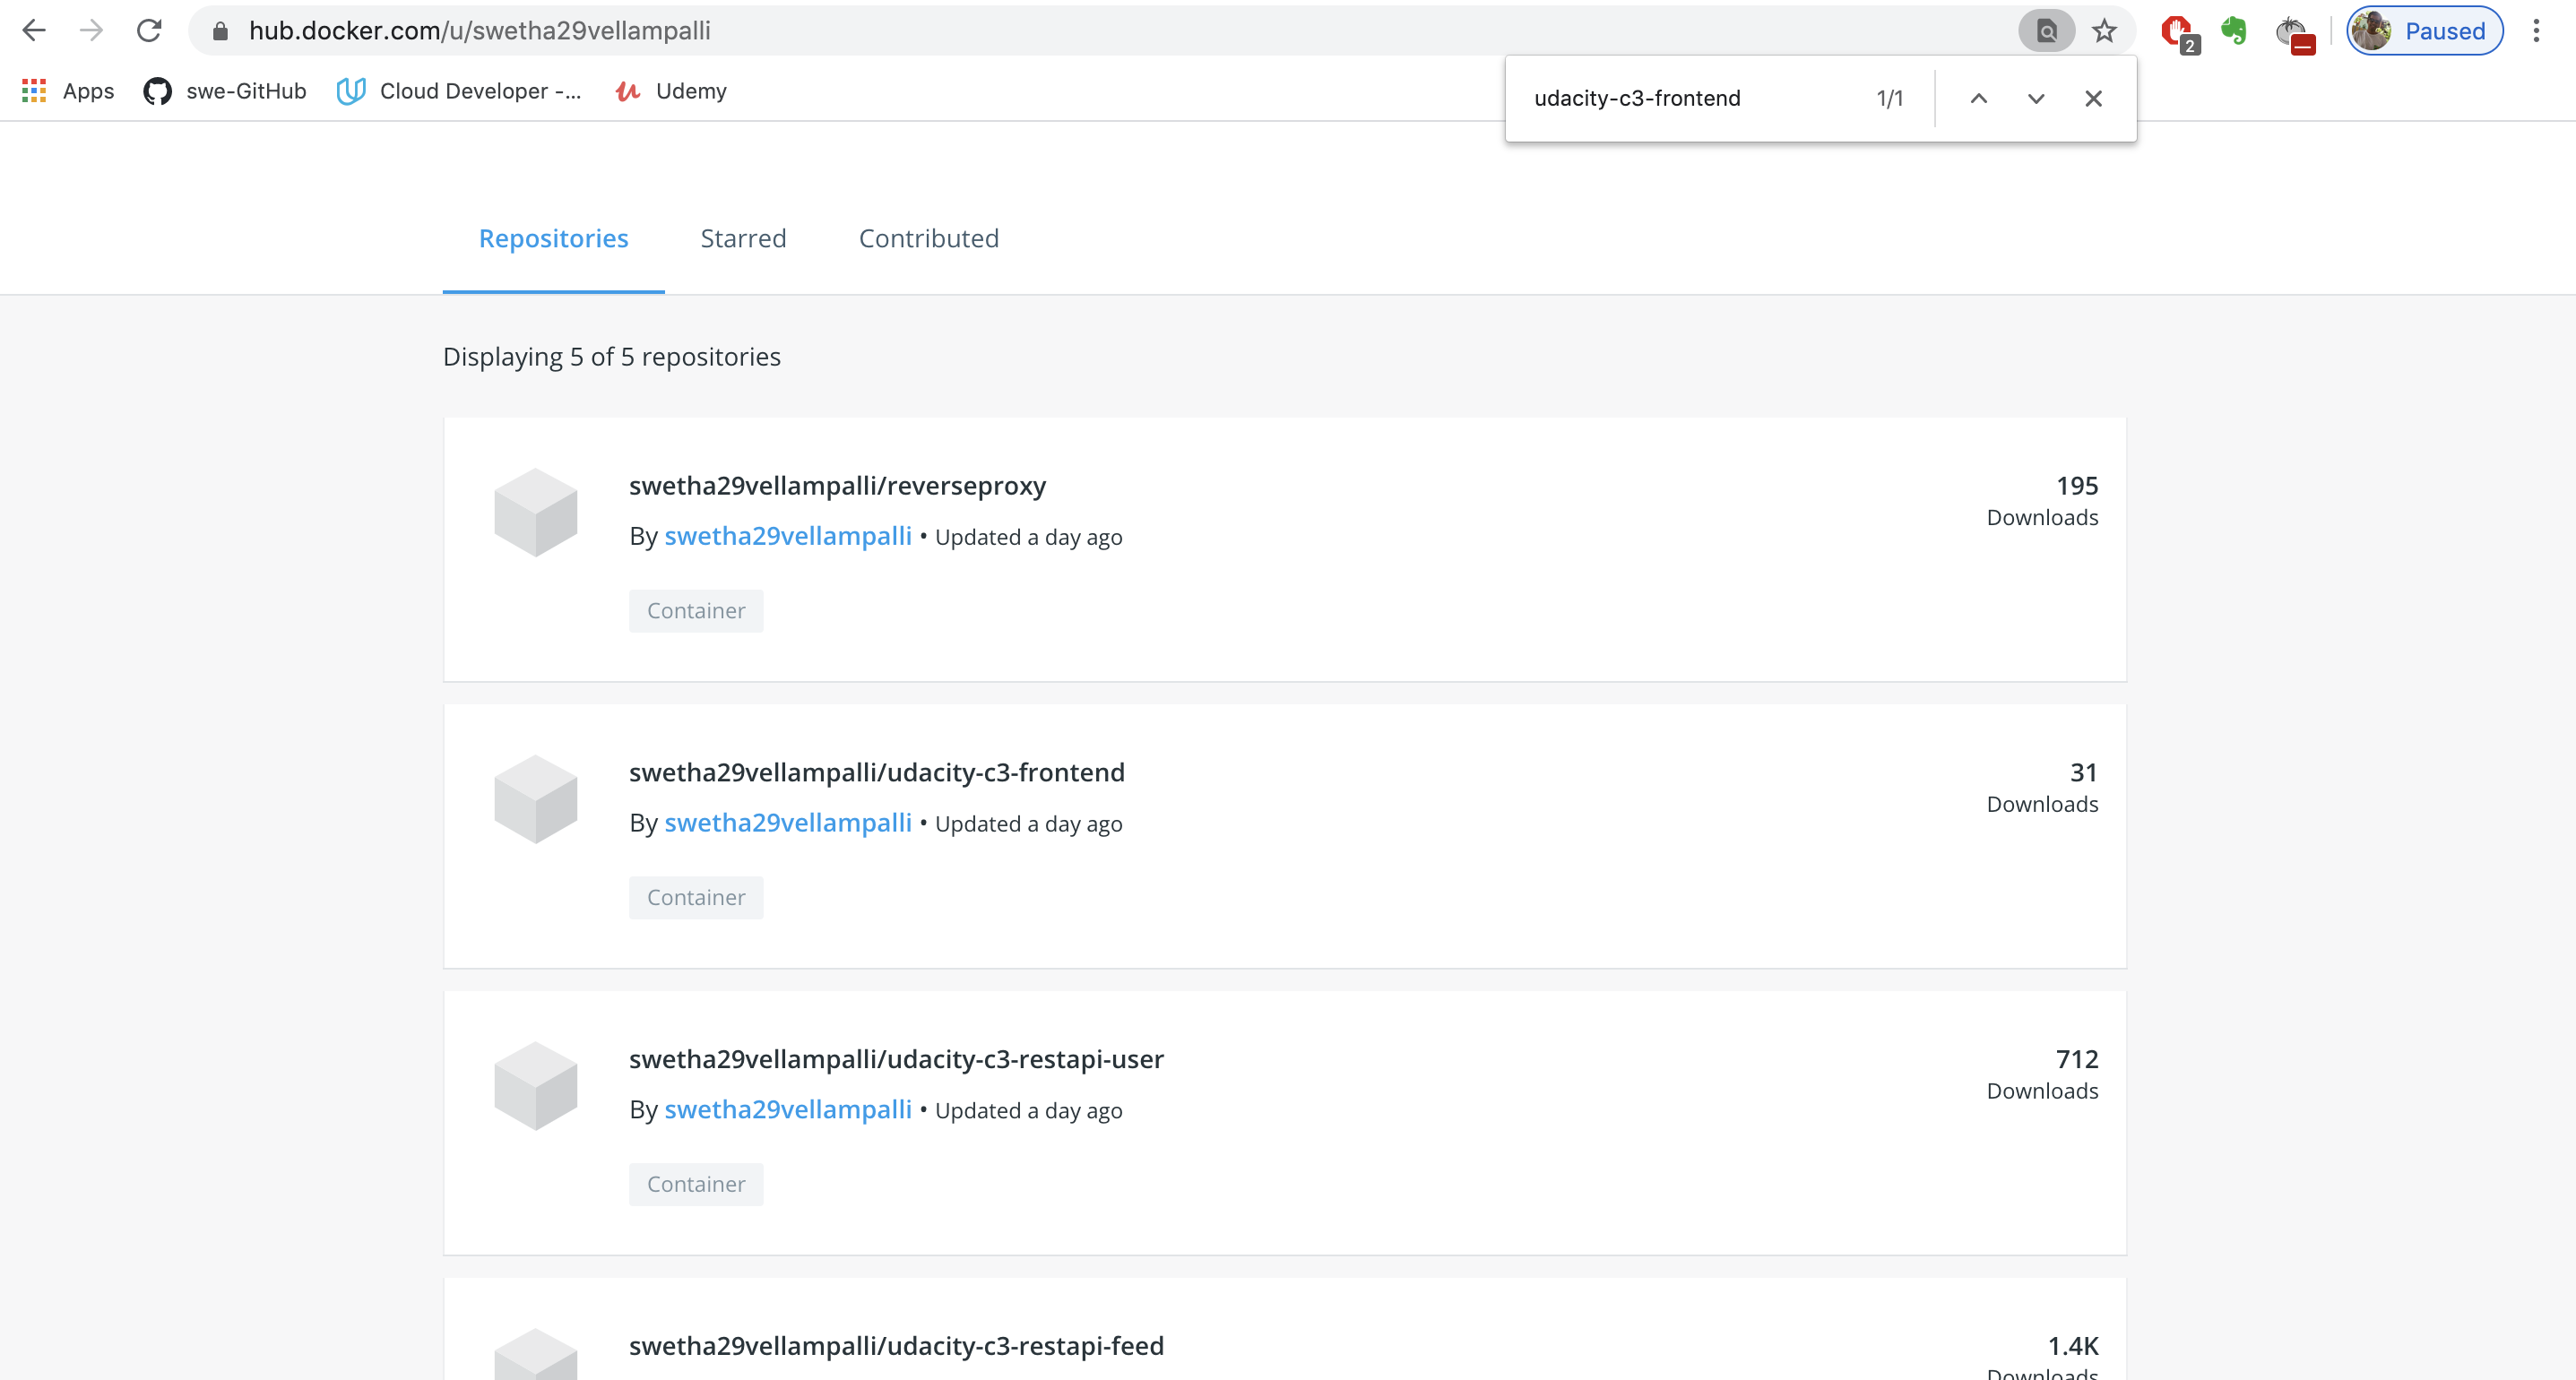 hub.docker.com/u/swetha29vellampalli
2
Paused
Apps
swe-GitHub
Cloud Developer -...
Udemy
udacity-c3-frontend
1/1
Repositories
Starred
Contributed
Displaying 5 of 5 repositories
swetha29vellampalli/reverseproxy
195
Downloads
By swetha29vellampalli • Updated a day ago
Container
swetha29vellampalli/udacity-c3-frontend
31
Downloads
By swetha29vellampalli • Updated a day ago
Container
swetha29vellampalli/udacity-c3-restapi-user
712
Downloads
By swetha29vellampalli • Updated a day ago
Container
swetha29vellampalli/udacity-c3-restapi-feed
1.4K
Downloads